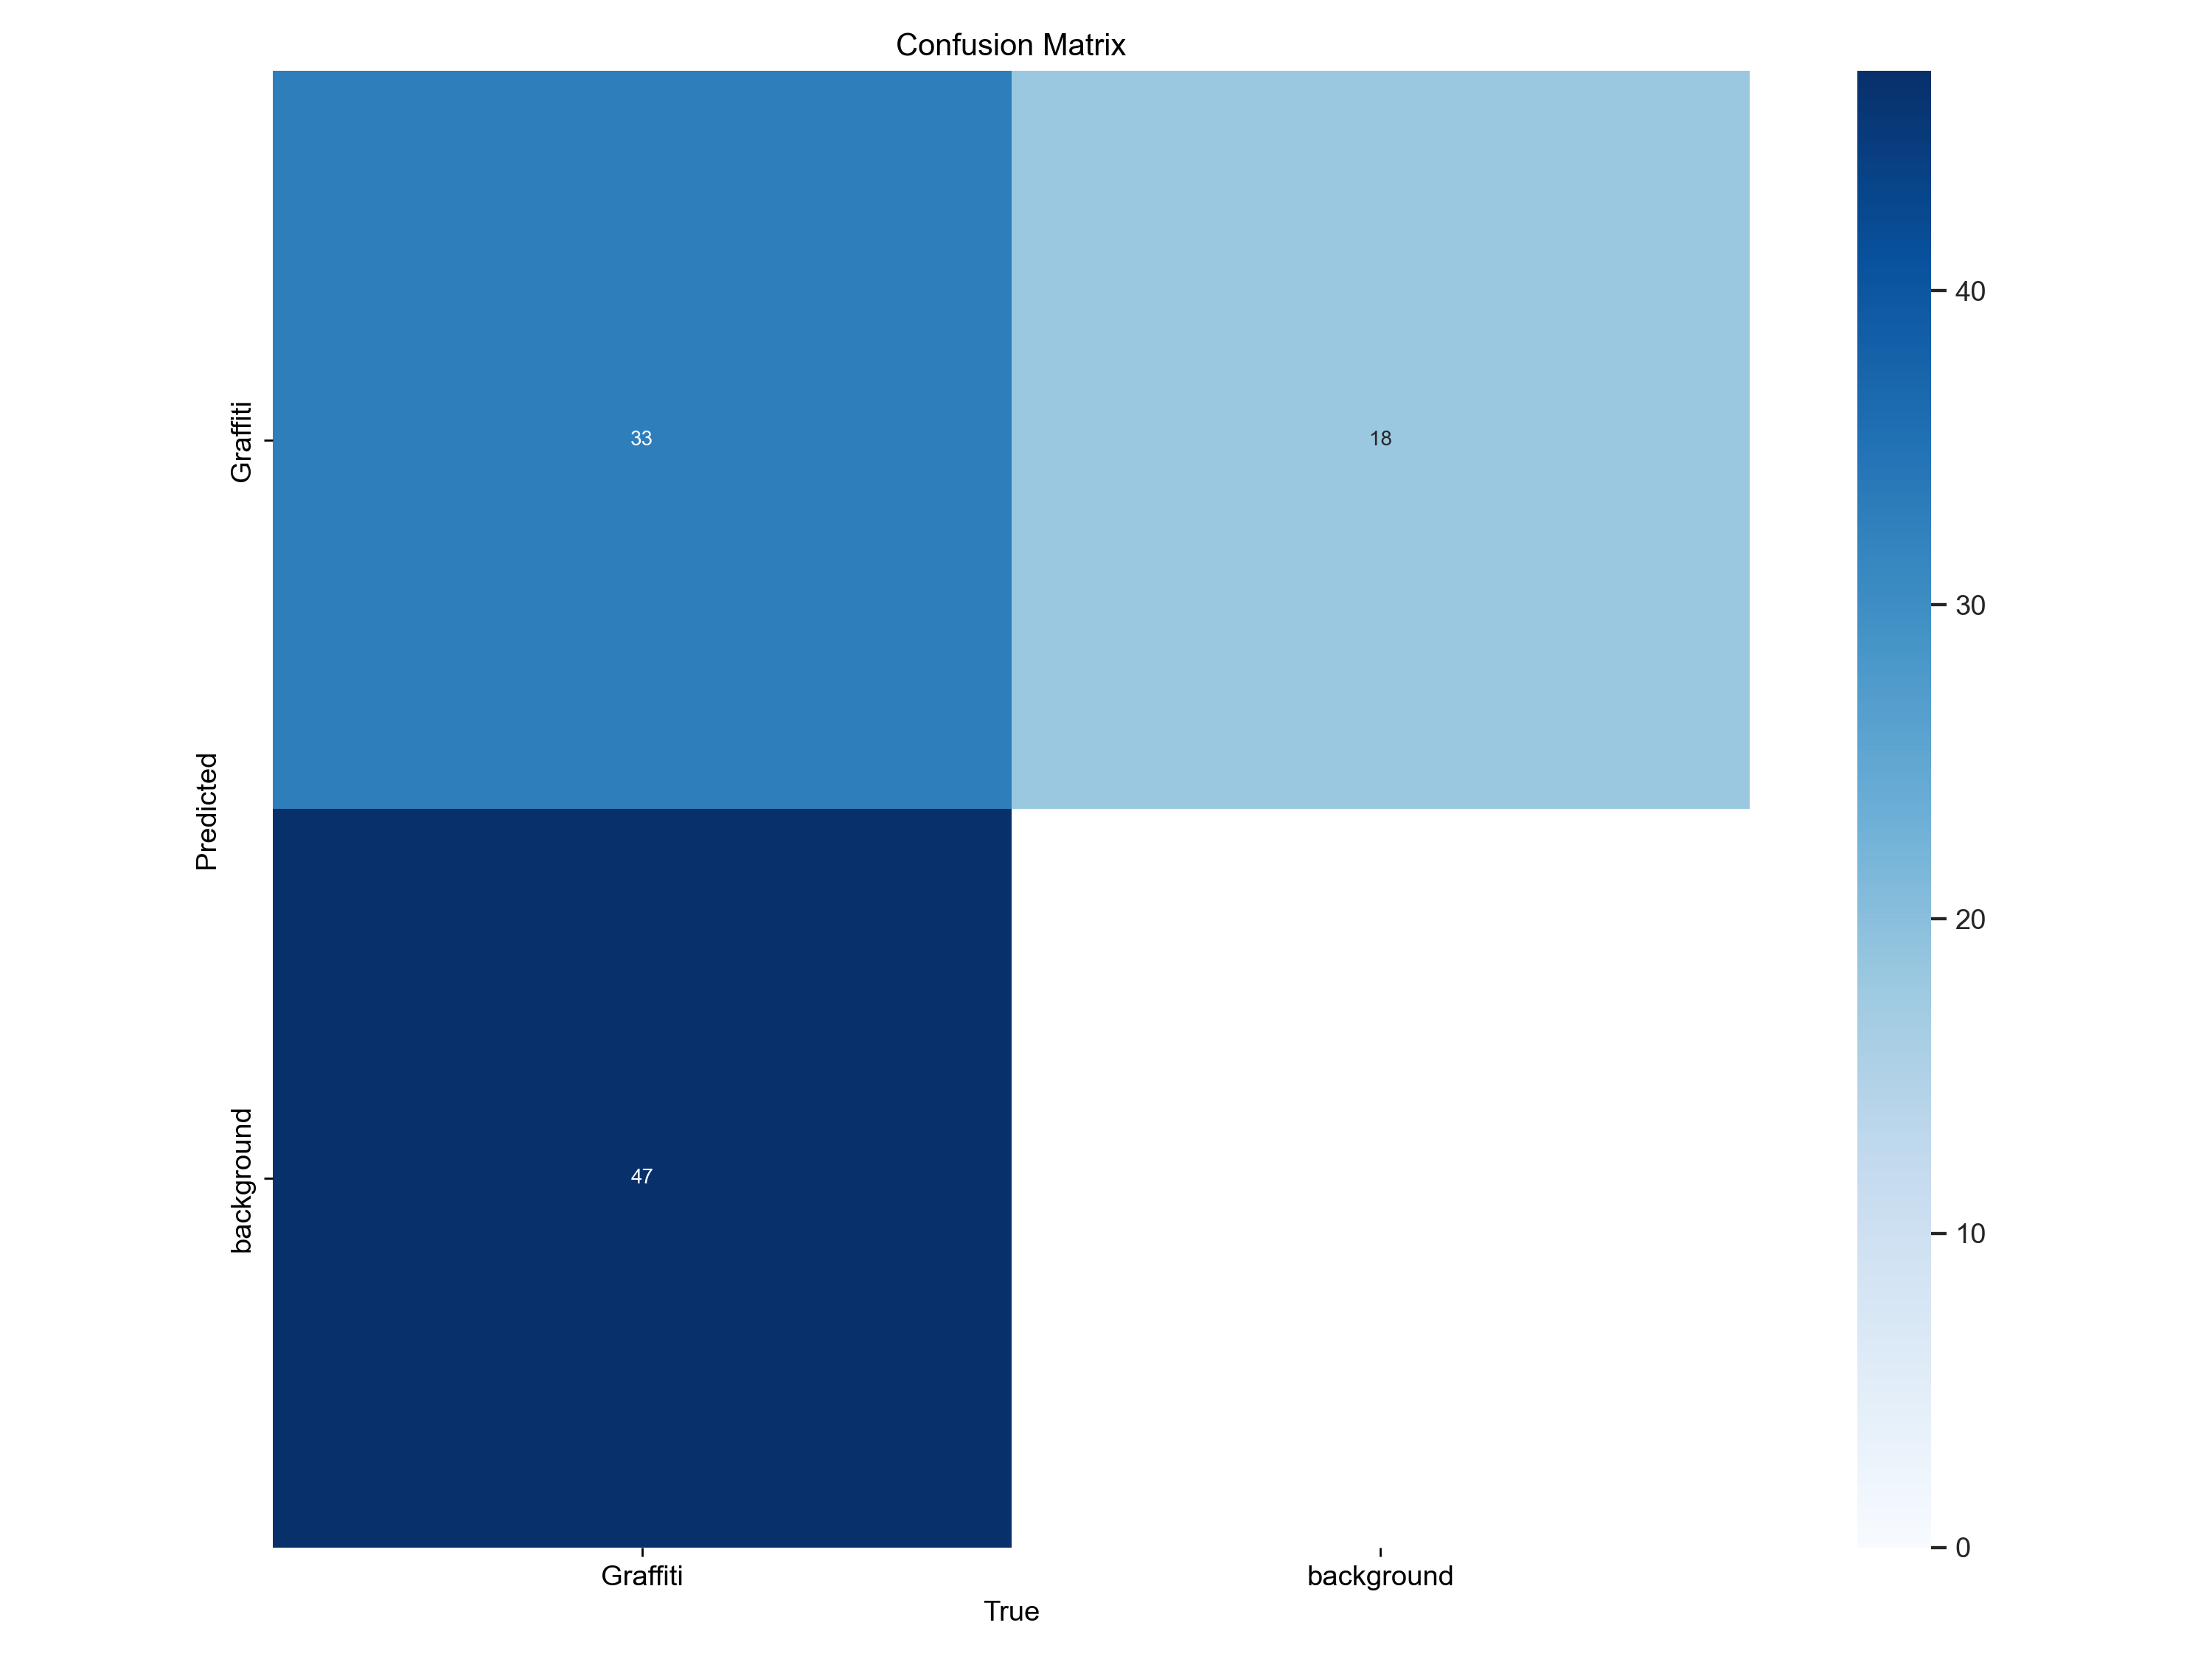 Confusion Matrix
Graffiti
33
18
40
30
Predicted
20
background
47
10
0
Graffiti
background
True